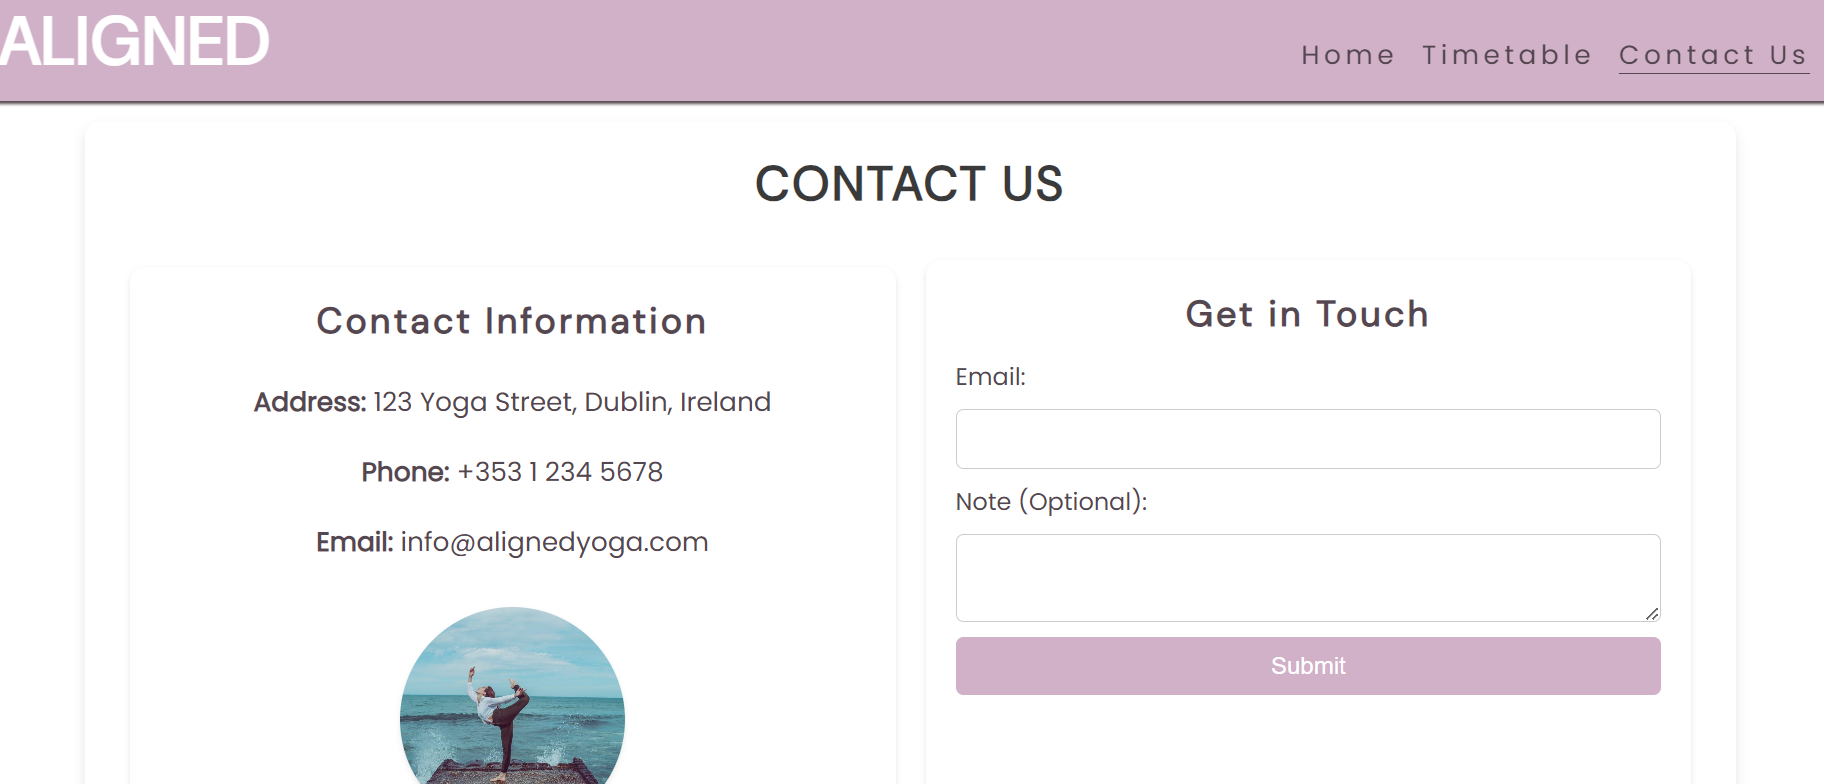 ALIGNED
Home Timetable Contact Us
CONTACT US
Contact Information
Address: 123 Yoga Street, Dublin, Ireland
Phone: +353 1 234 5678
Email: info@alignedyoga.com
Get in Touch
Email:
Note (Optional):
Submit